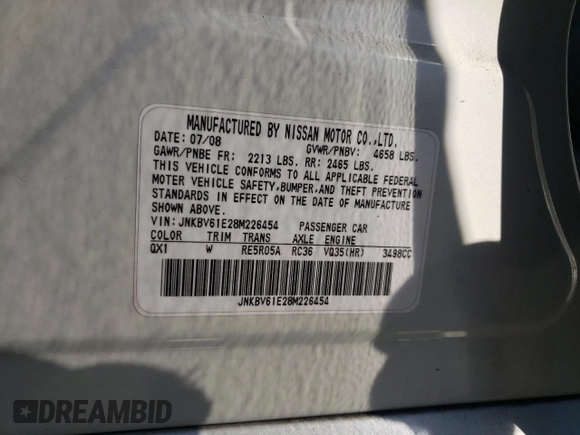 MANUFACTURED BY NISSAN MOTOR CO.,LTD.
DATE: 07/08 GVWR/PNBV: 4658 LBS.
GAWR/PNBE FR: 2213 LBS. RR: 2465 LBS.
THIS VEHICLE CONFORMS TO ALL APPLICABLE FEDERAL
MOTER VEHICLE SAFETY,BUMPER,AND THEFT PREVENTION
STANDARDS IN EFFECT ON THE DATE OF MANUFACTURE
SHOWN ABOVE.
VIN: JNKBV61E28M226454 PASSENGER CAR
COLOR TRIM TRANS AXLE ENGINE
QX1 W RE5R05A RC36 VQ35(HR) 3498CC
JNKBV61E28M226454
DREAMBID